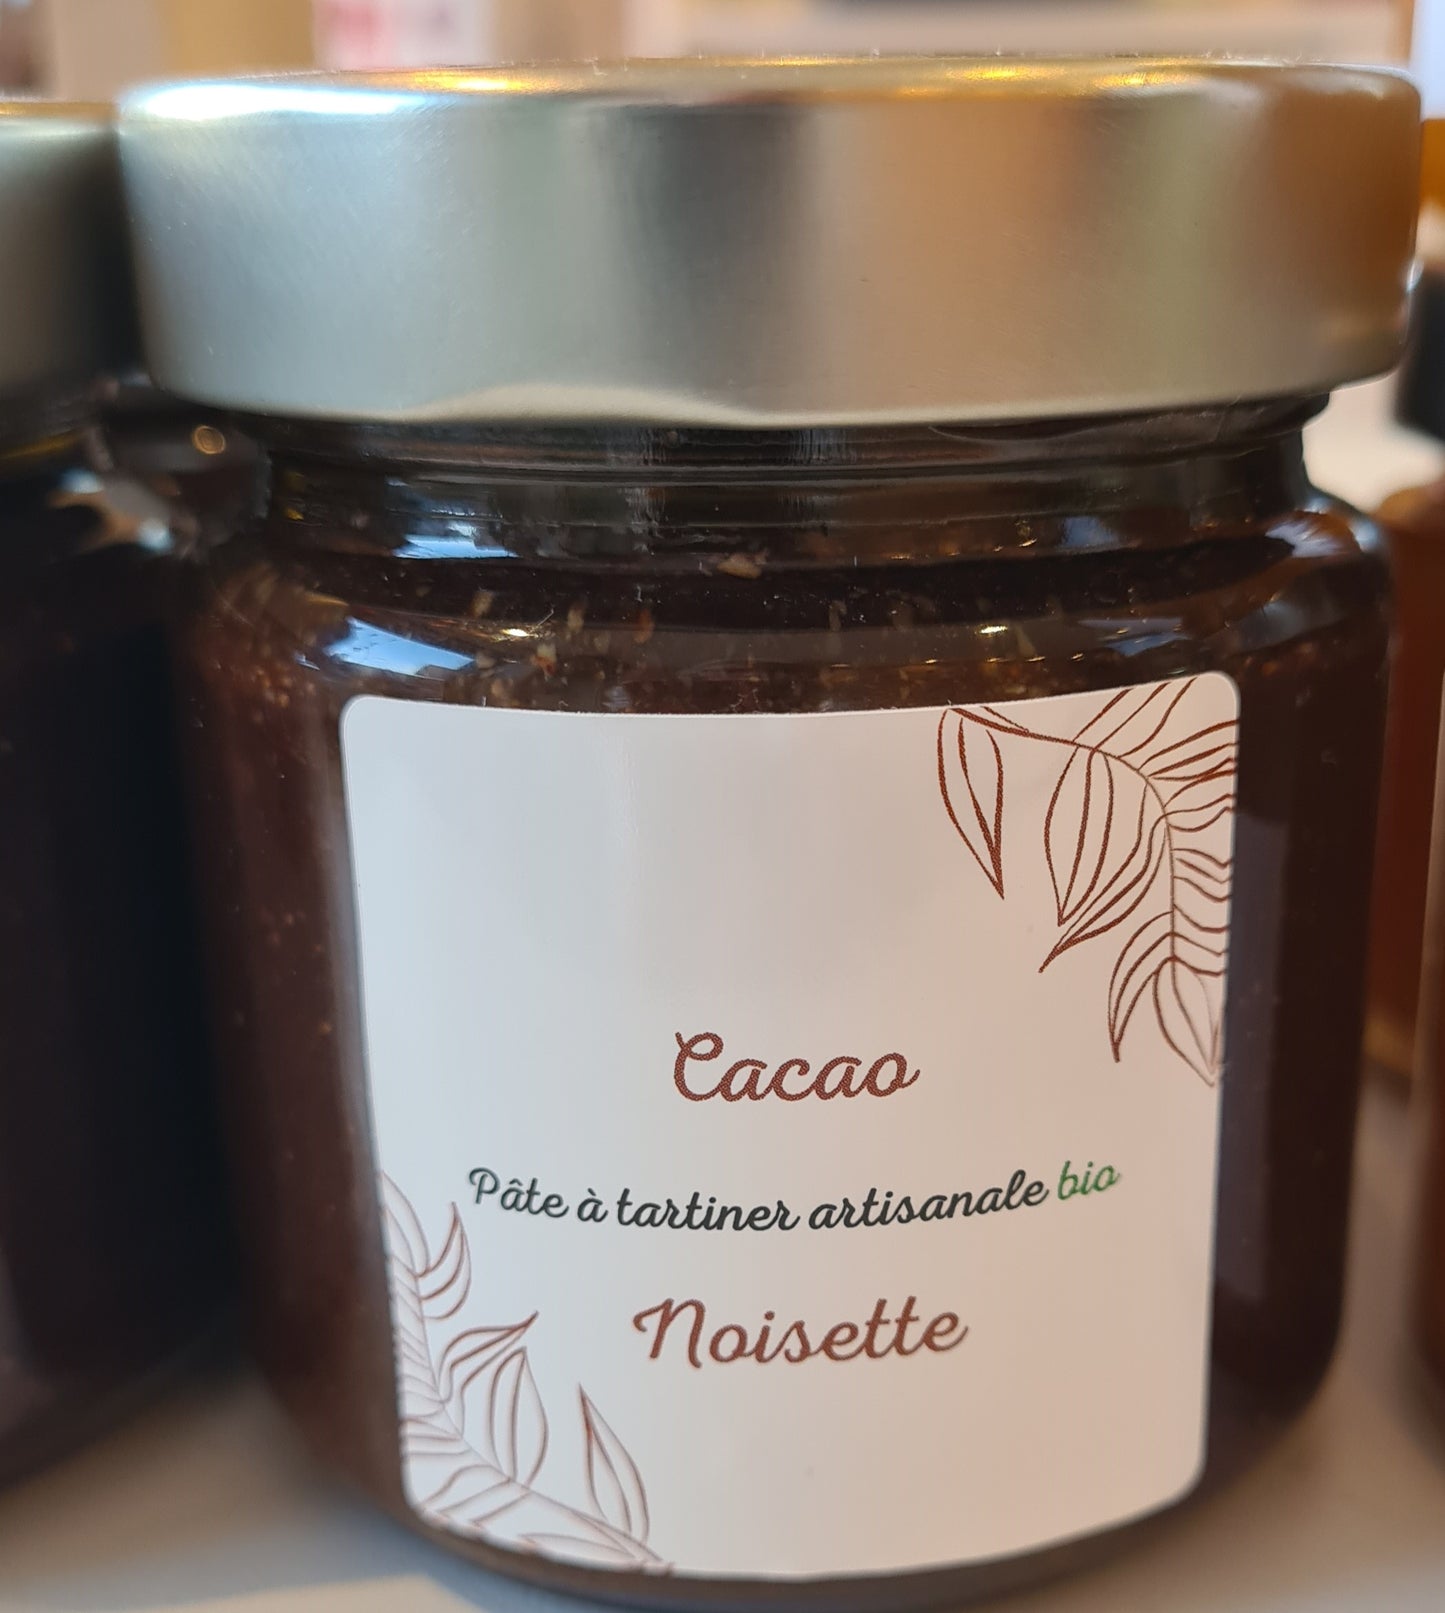 Cacao
Pâte à tartiner artisanale bio
Noisette